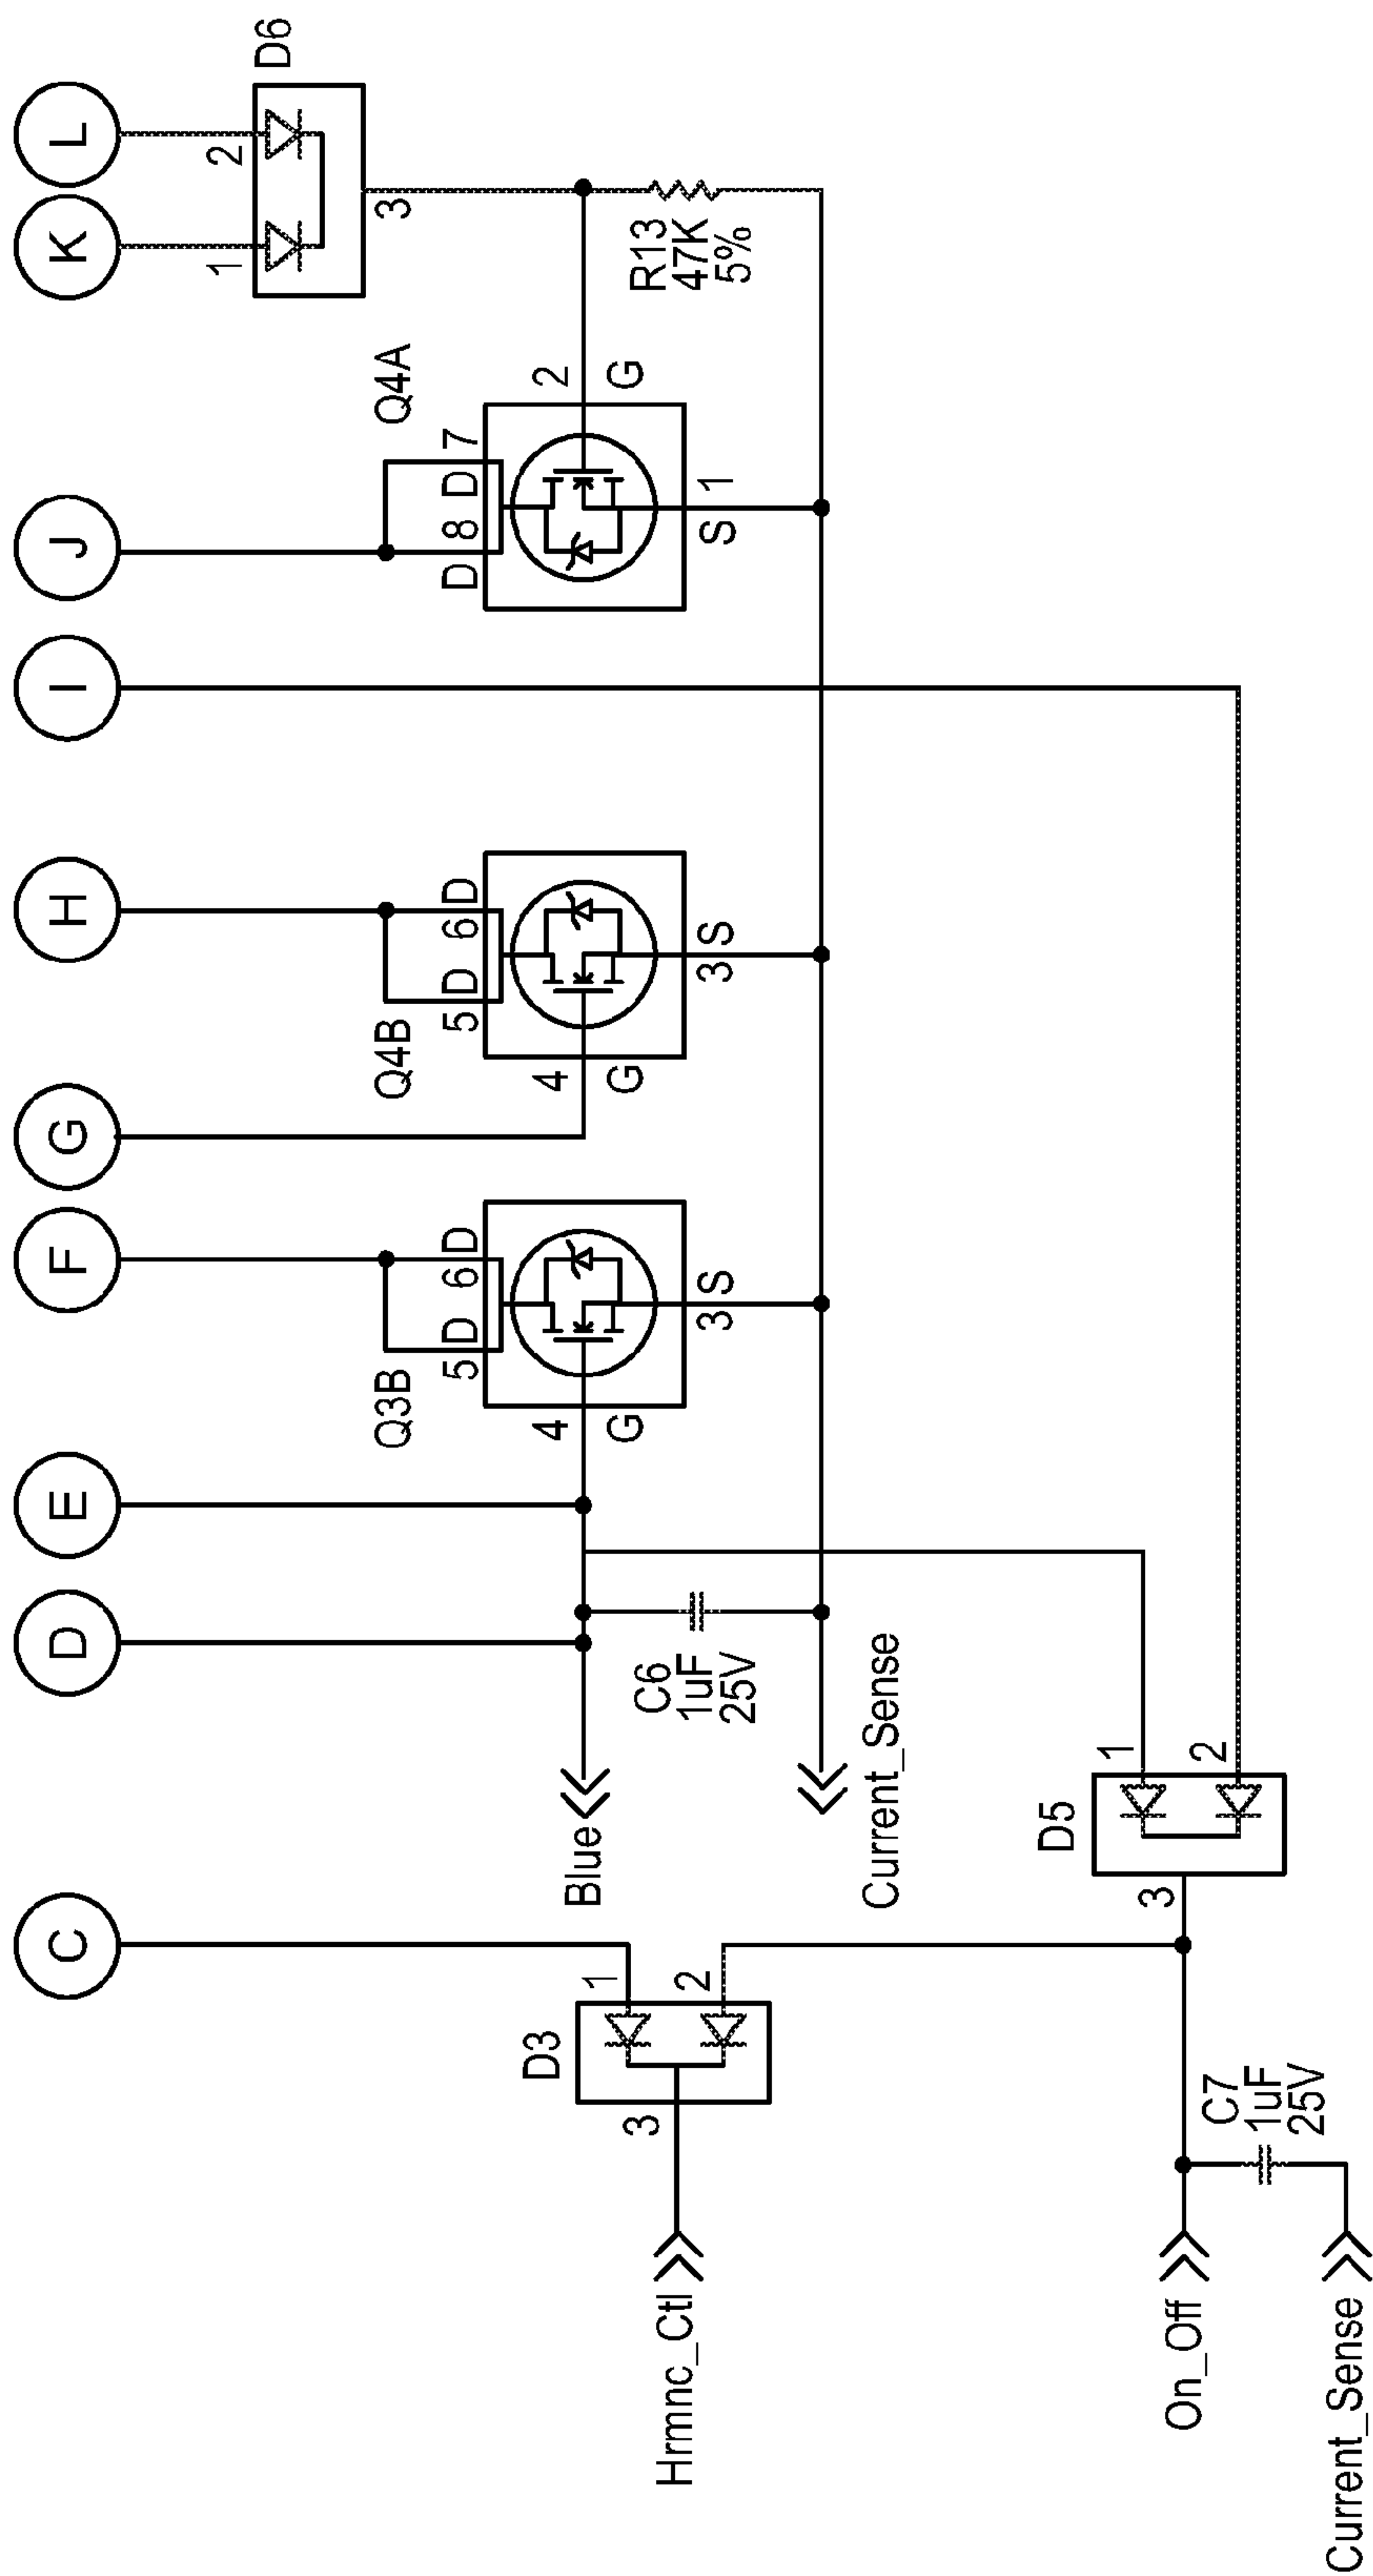 C
D
E
F
G
H
I
J
K
L
D6
1
2
3
Q3B
5 D 6 D
4
G
3 S
Q4B
5 D 6 D
4
G
3 S
Q4A
D 8 D 7
2
G
S 1
R13
47K
5%
Blue
C6
1uF
25V
Current_Sense
D3
1
2
3
Hrmnc_Ctl
D5
1
2
3
On_Off
C7
1uF
25V
Current_Sense